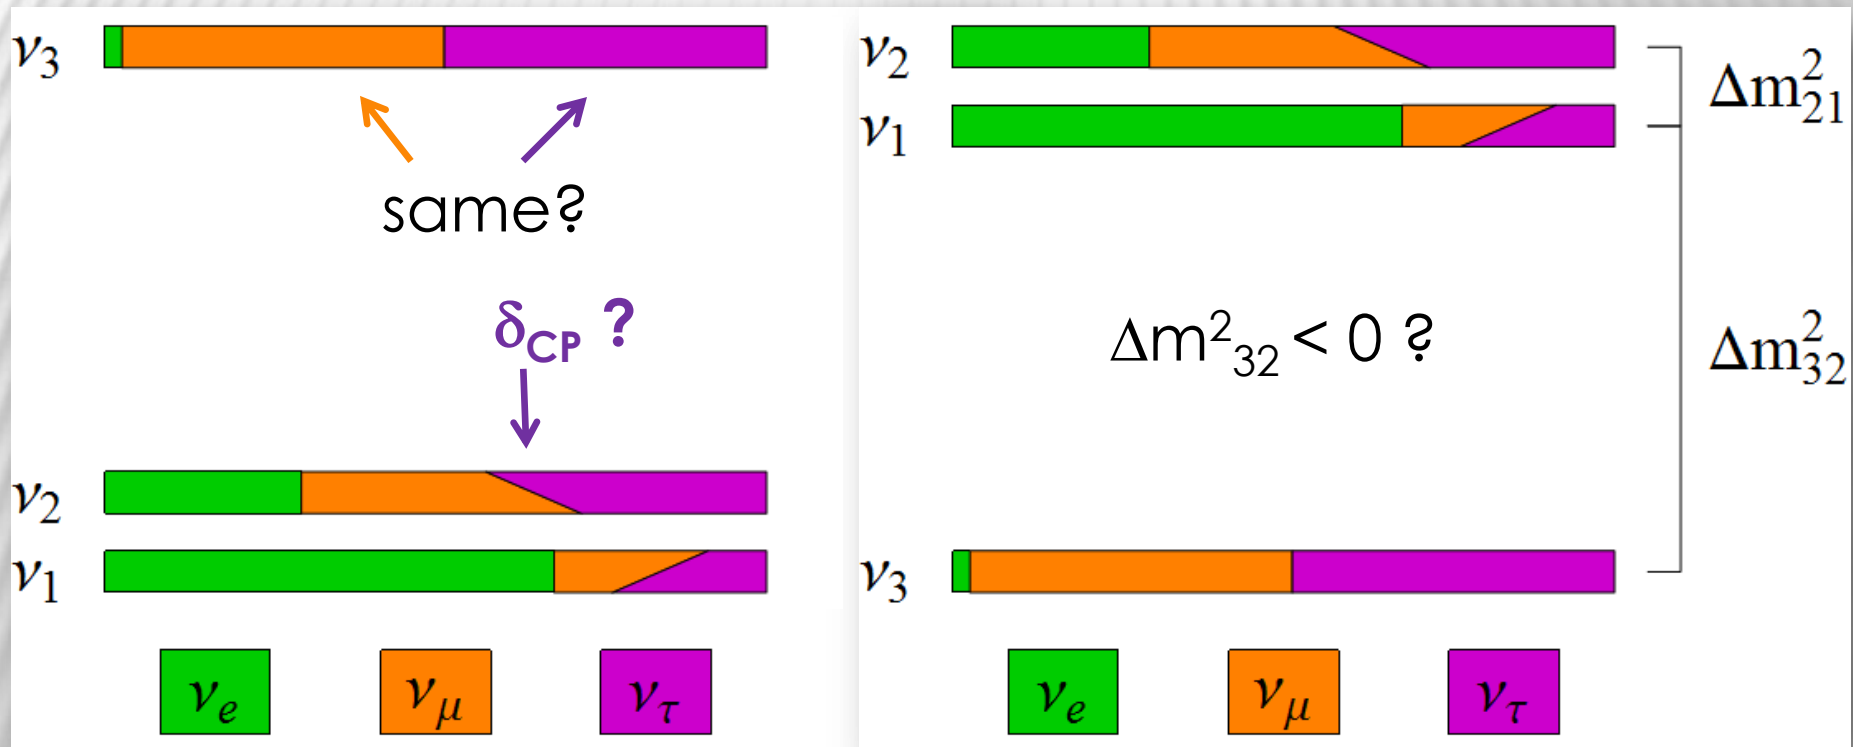 ν₃
same?
δCP ?
ν₂
ν₁
νe νμ ντ
ν₂
ν₁
Δm²₂₁
Δm²₃₂ < 0 ?
Δm²₃₂
ν₃
νe νμ ντ